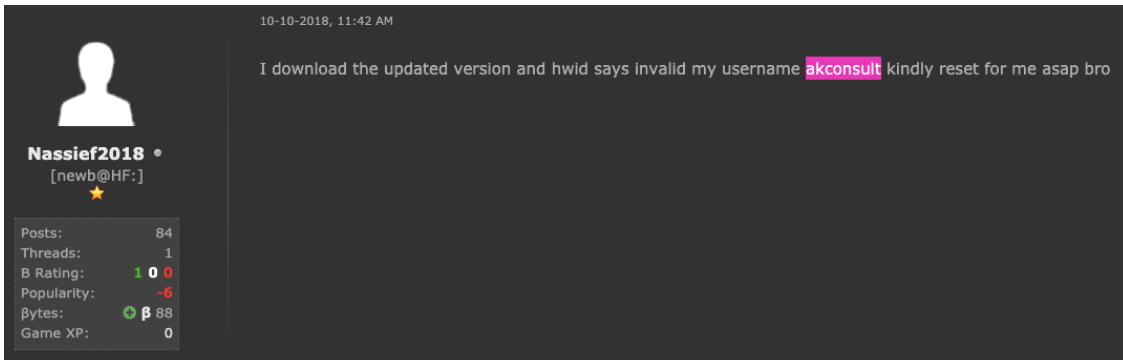 10-10-2018, 11:42 AM
I download the updated version and hwid says invalid my username akconsult kindly reset for me asap bro
Nassief2018
[newb@HF:]
Posts: 84
Threads: 1
B Rating: 1 0 0
Popularity: -6
βytes: β 88
Game XP: 0